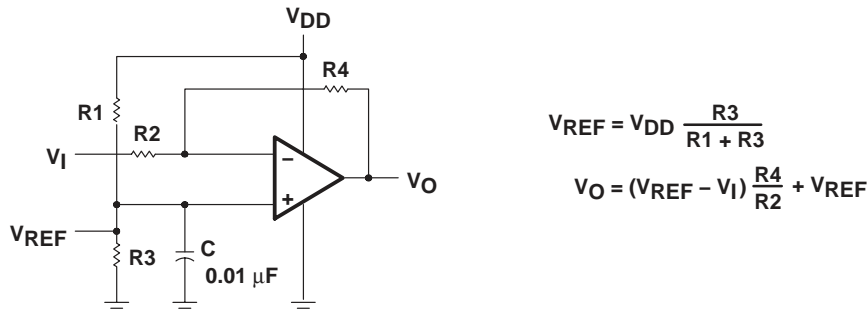 VDD
R4
R1
R2
VI
−
+
VO
VREF
R3
C
0.01 µF
VREF = VDD R3 / R1 + R3
VO = (VREF − VI) R4 / R2 + VREF